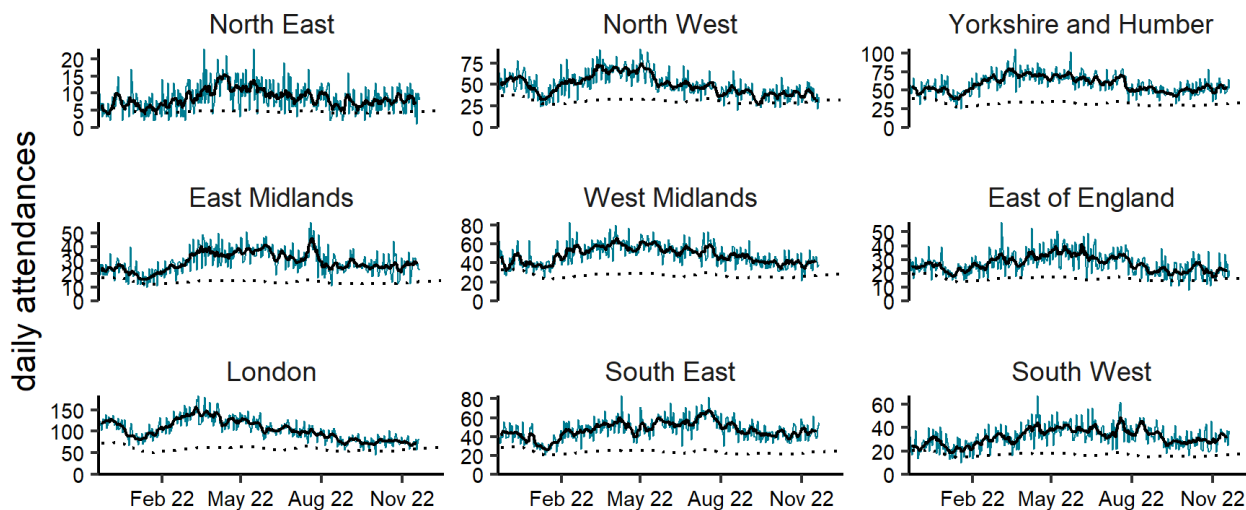 North East North West Yorkshire and Humber
20 75 100
15 50 75
10 25 50
5 0 25
0 0
East Midlands West Midlands East of England
50 80 50
40 60 40
30 40 30
20 20 20
10 0 10
0 0
London South East South West
150 80 60
100 60 40
50 40 20
0 20 0
0
Feb 22 May 22 Aug 22 Nov 22 Feb 22 May 22 Aug 22 Nov 22 Feb 22 May 22 Aug 22 Nov 22
daily attendances